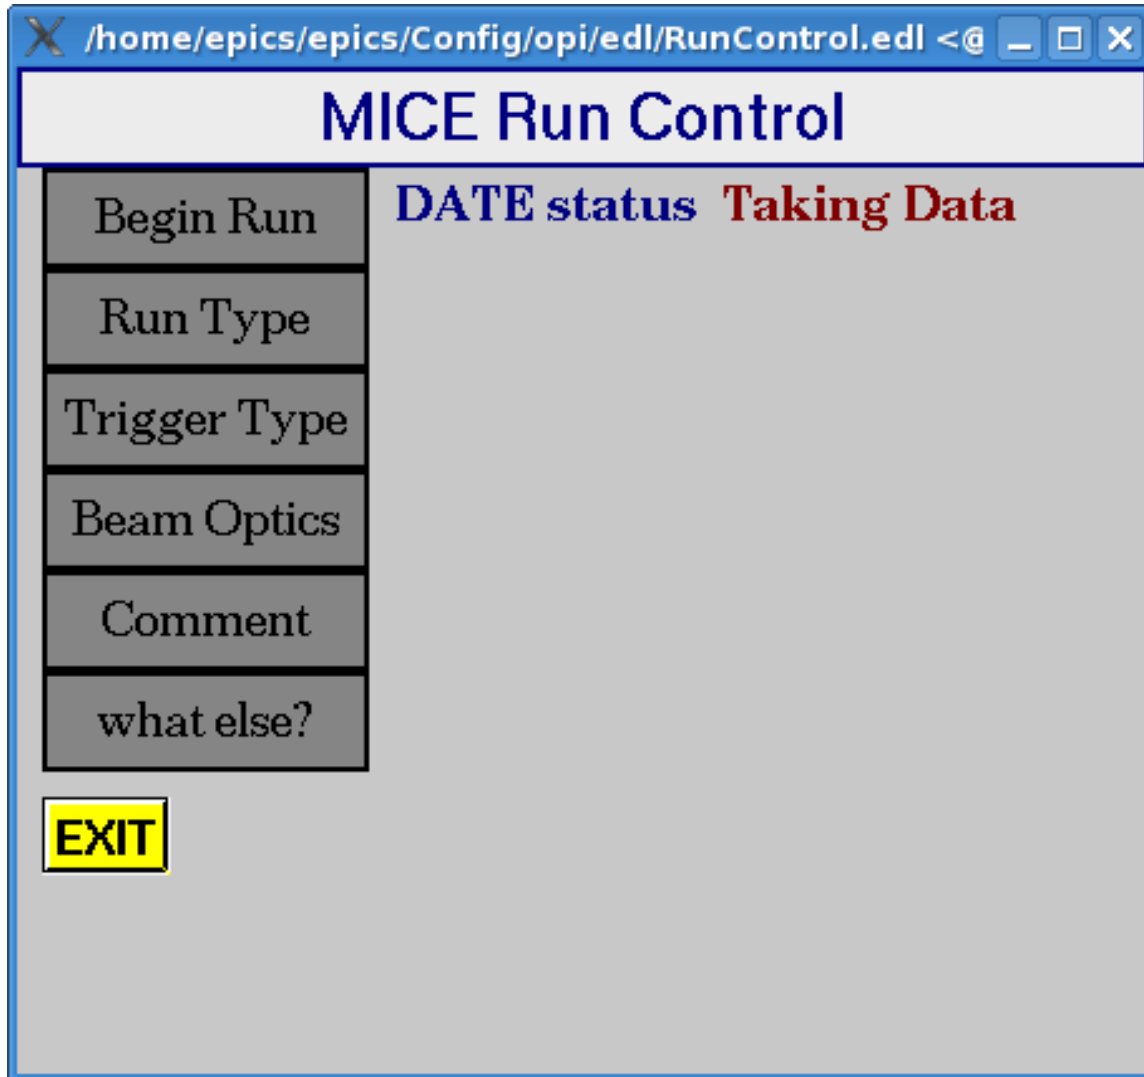 /home/epics/epics/Config/opi/edl/RunControl.edl <@
MICE Run Control
Begin Run
DATE status Taking Data
Run Type
Trigger Type
Beam Optics
Comment
what else?
EXIT